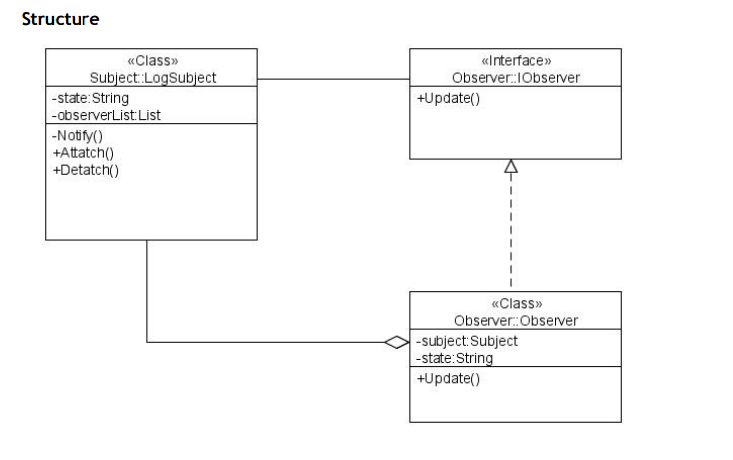 Structure
«Class»
Subject::LogSubject
-state:String
-observerList:List
-Notify()
+Attatch()
+Detatch()
«Interface»
Observer::IObserver
+Update()
«Class»
Observer::Observer
-subject:Subject
-state:String
+Update()